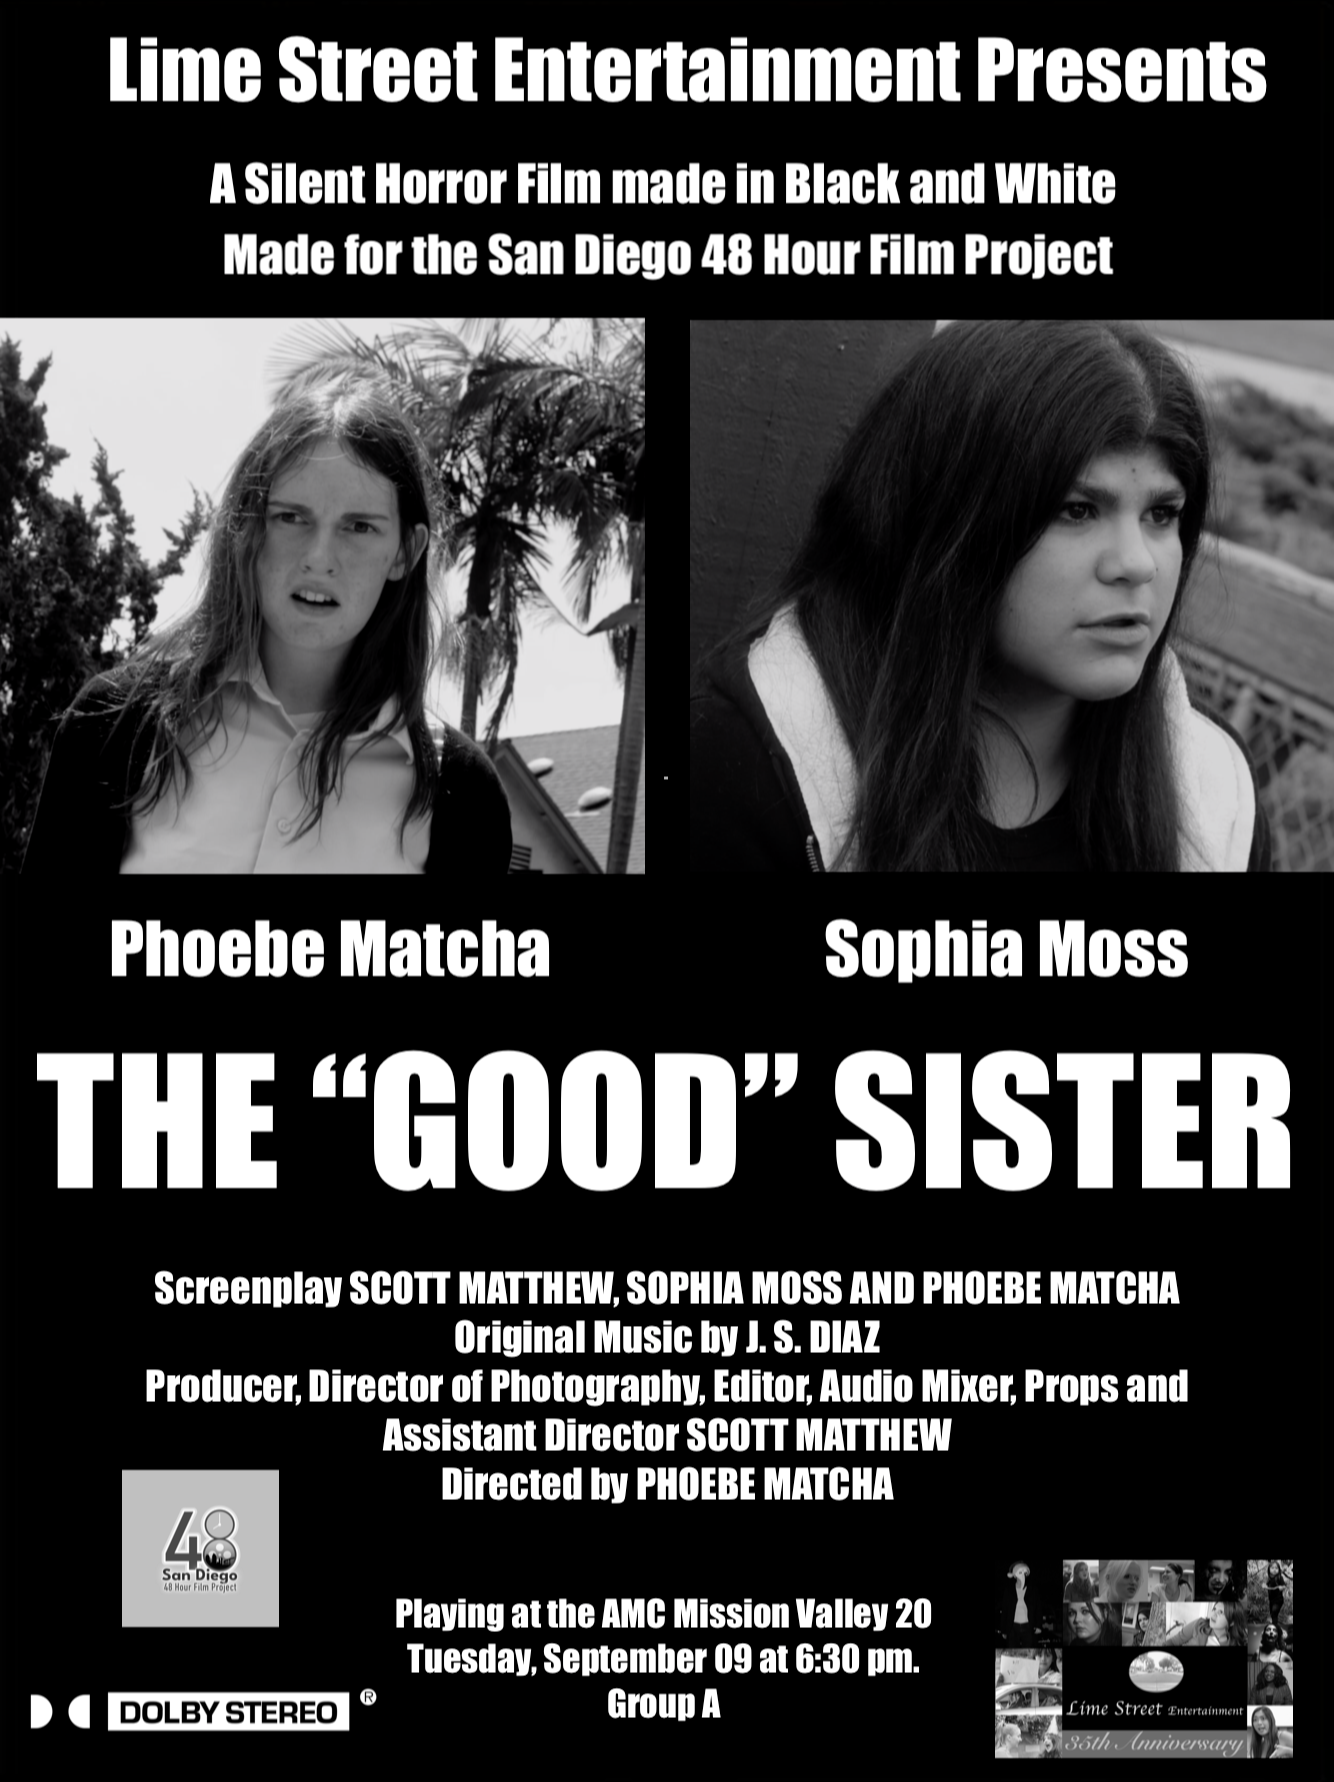 Lime Street Entertainment Presents
A Silent Horror Film made in Black and White
Made for the San Diego 48 Hour Film Project
Phoebe Matcha
Sophia Moss
THE “GOOD” SISTER
Screenplay SCOTT MATTHEW, SOPHIA MOSS AND PHOEBE MATCHA
Original Music by J. S. DIAZ
Producer, Director of Photography, Editor, Audio Mixer, Props and
Assistant Director SCOTT MATTHEW
Directed by PHOEBE MATCHA
48
San Diego
48 Hour Film Project
Playing at the AMC Mission Valley 20
Tuesday, September 09 at 6:30 pm.
Group A
DOLBY STEREO ®
Lime Street Entertainment
35th Anniversary